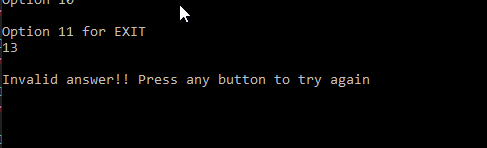 Option 10
Option 11 for EXIT
13
Invalid answer!! Press any button to try again